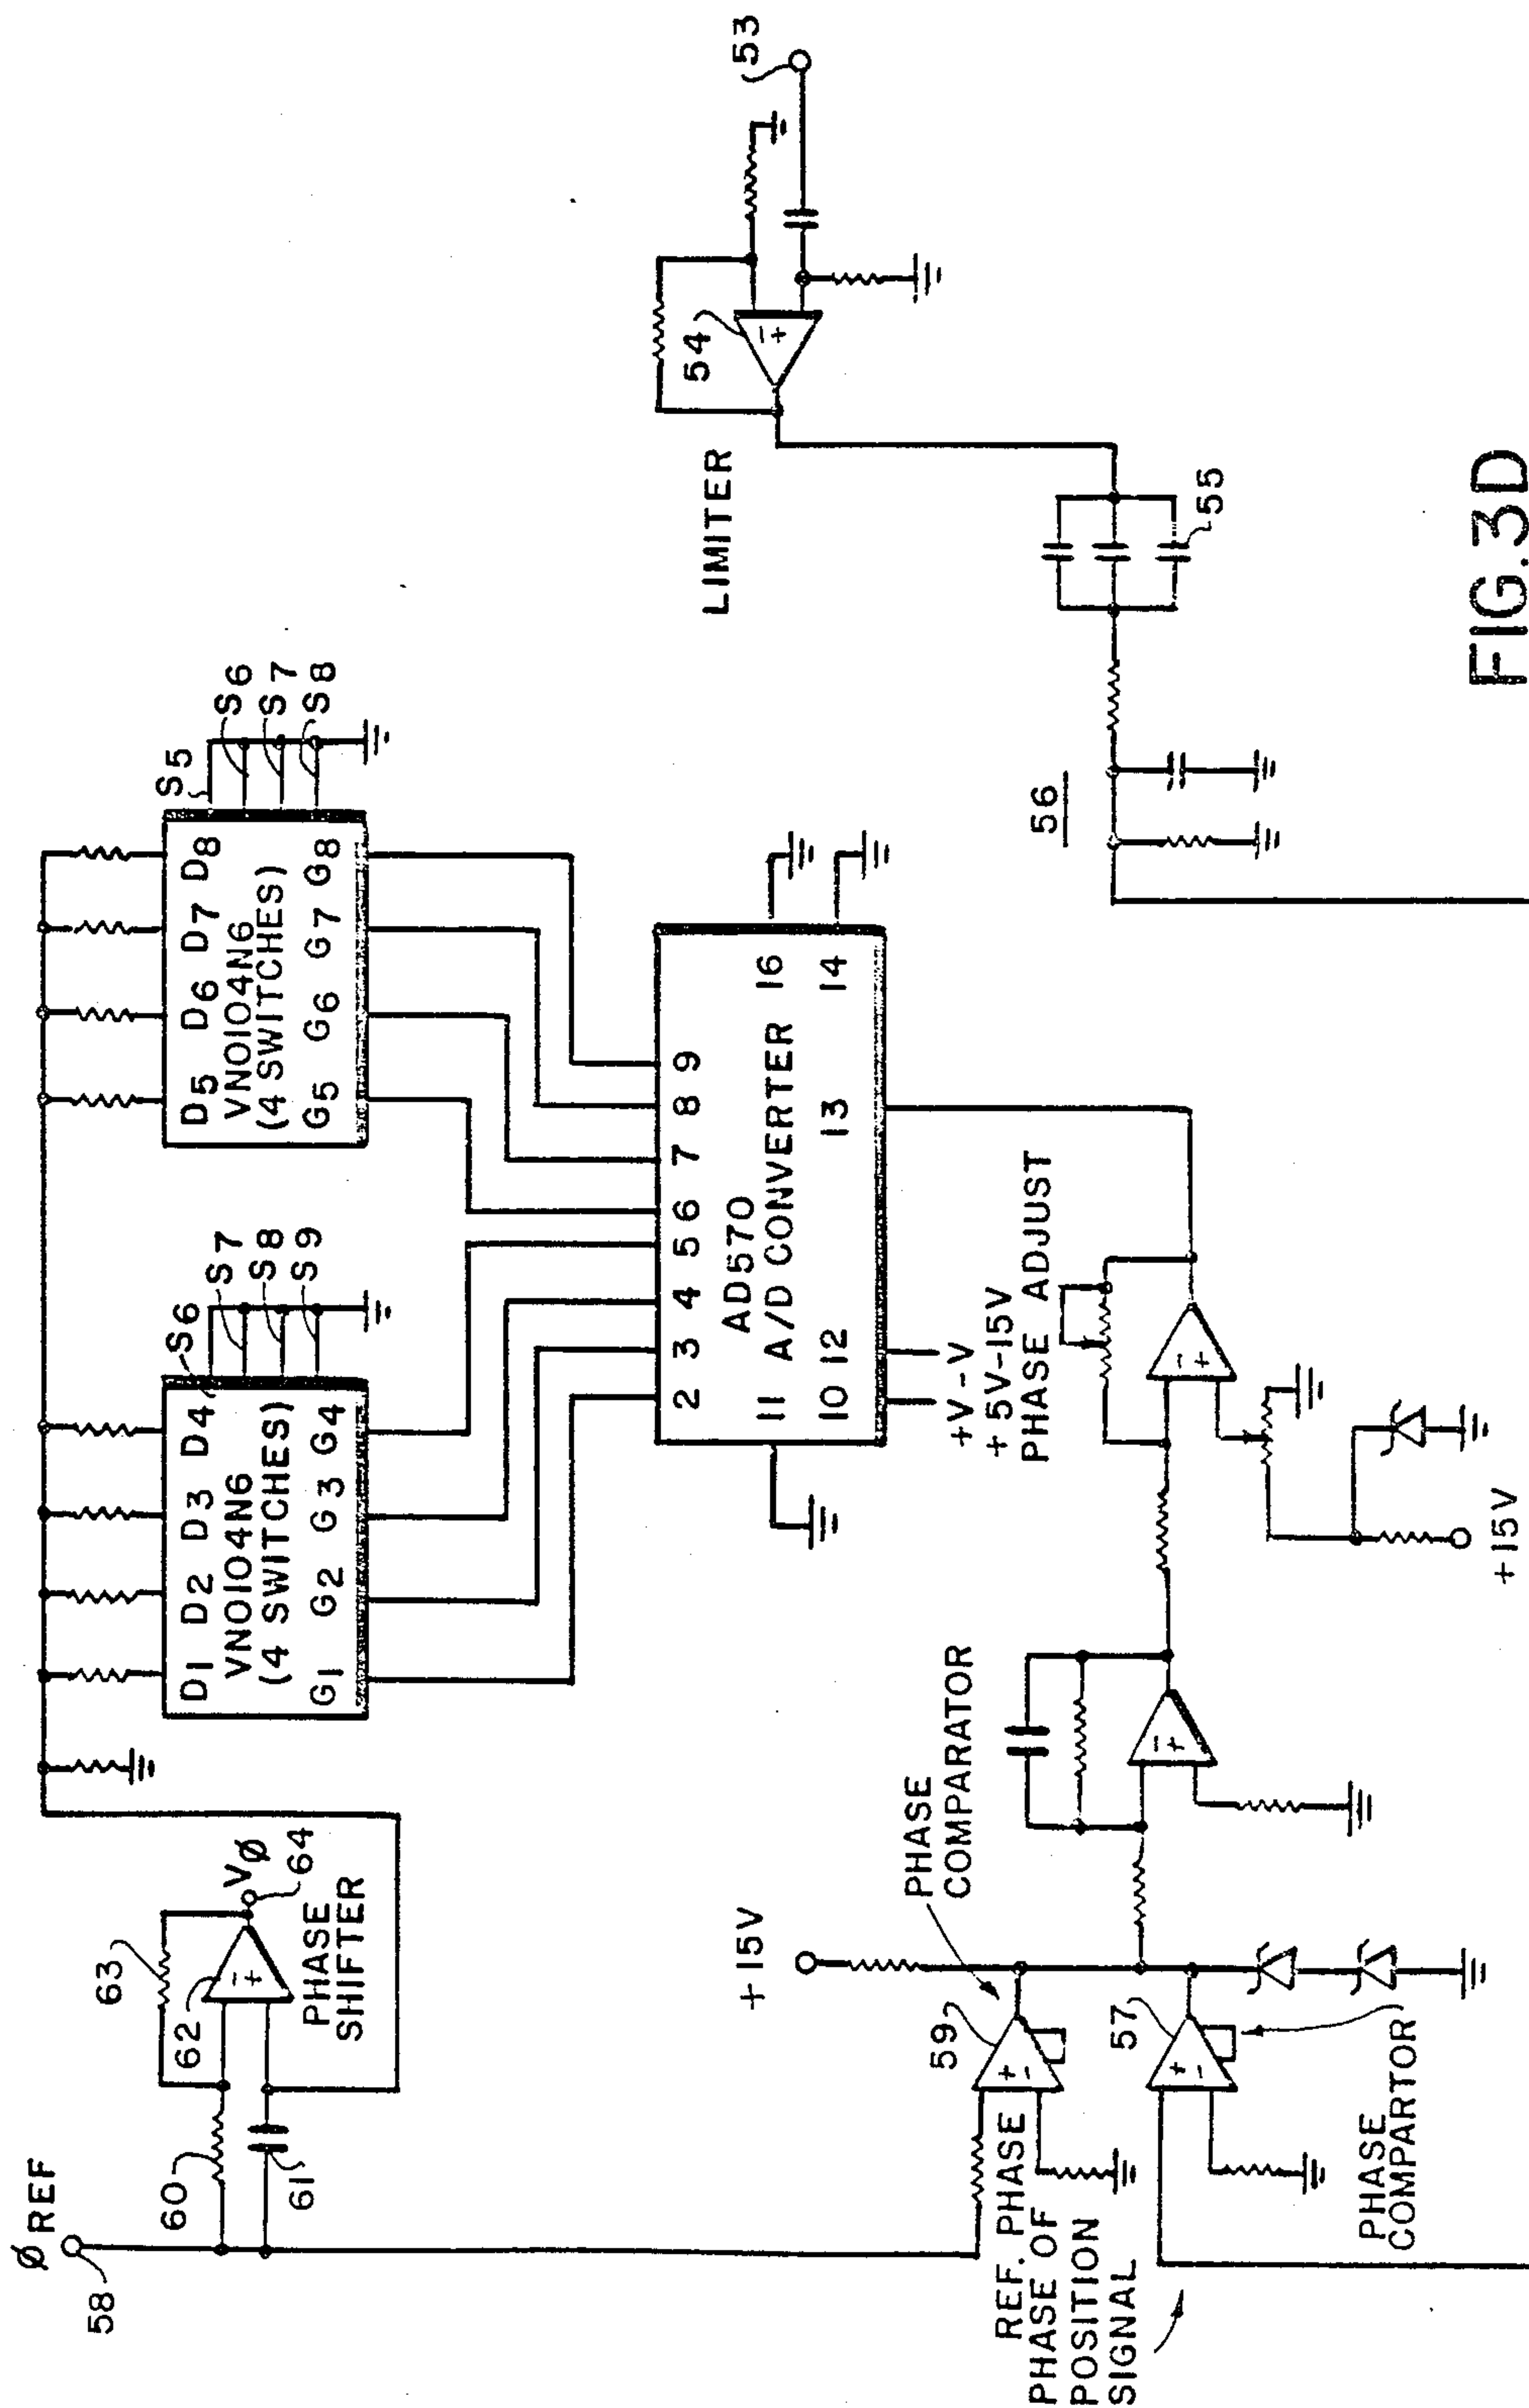 Ø REF
58
60
61
62
63
64
VØ
PHASE
SHIFTER
D1 D2 D3 D4
VN0104N6
(4 SWITCHES)
G1 G2 G3 G4
S6
S7
S8
S9
D5 D6 D7 D8
VN0104N6
(4 SWITCHES)
G5 G6 G7 G8
S5
S6
S7
S8
2 3 4 5 6 7 8 9
AD570
11 A/D CONVERTER 16
10 12 13 14
+V -V
+5V-15V
PHASE ADJUST
+15V
PHASE
COMPARATOR
+15V
59
REF. PHASE
PHASE OF
POSITION
SIGNAL
57
PHASE
COMPARTOR
53
54
LIMITER
55
56
FIG. 3D